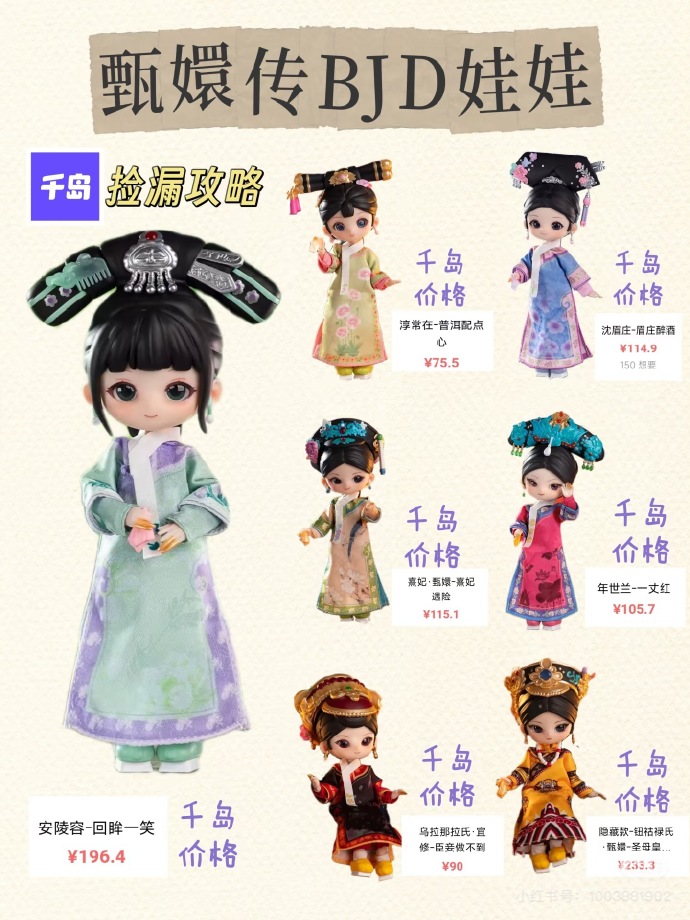 甄嬛传BJD娃娃
千岛
捡漏攻略
千岛
价格
淳常在-普洱配点
心
¥75.5
千岛
价格
沈眉庄-眉庄醉酒
¥114.9
150 想要
千岛
价格
熹妃·甄嬛-熹妃
逃险
¥115.1
千岛
价格
年世兰-一丈红
¥105.7
安陵容-回眸一笑
¥196.4
千岛
价格
千岛
价格
乌拉那拉氏·宜
修-臣妾做不到
¥90
千岛
价格
隐藏款-钮祜禄氏
·甄嬛-圣母皇...
¥233.3
小红书号：1003891902